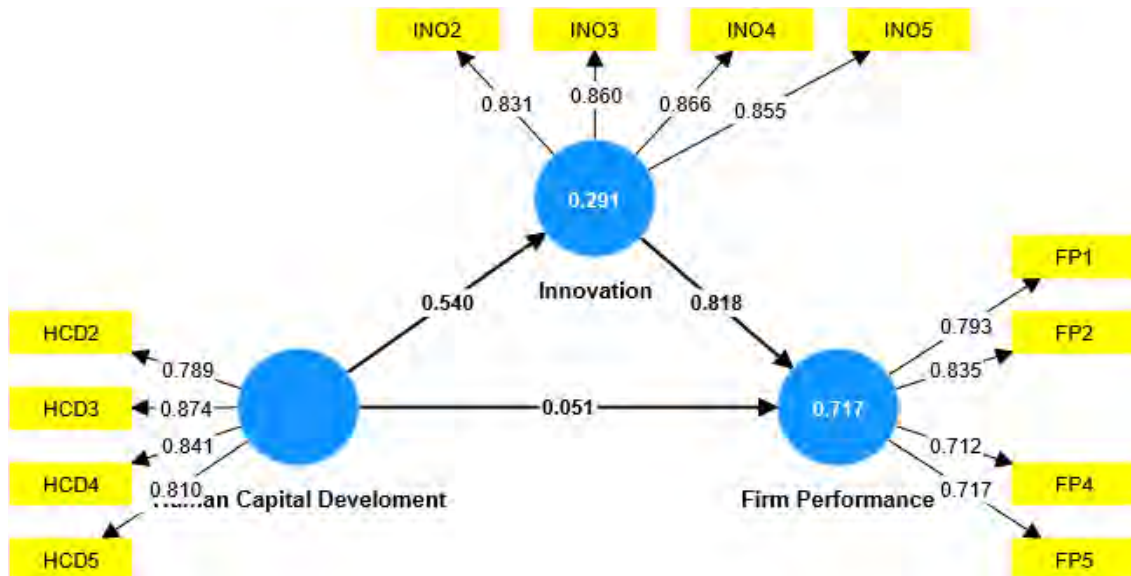 INO2
INO3
INO4
INO5
0.831
0.860
0.866
0.855
0.291
Innovation
0.540
0.818
HCD2
HCD3
HCD4
HCD5
0.789
0.874
0.841
0.810
Human Capital Develoment
0.051
0.717
Firm Performance
0.793
0.835
0.712
0.717
FP1
FP2
FP4
FP5